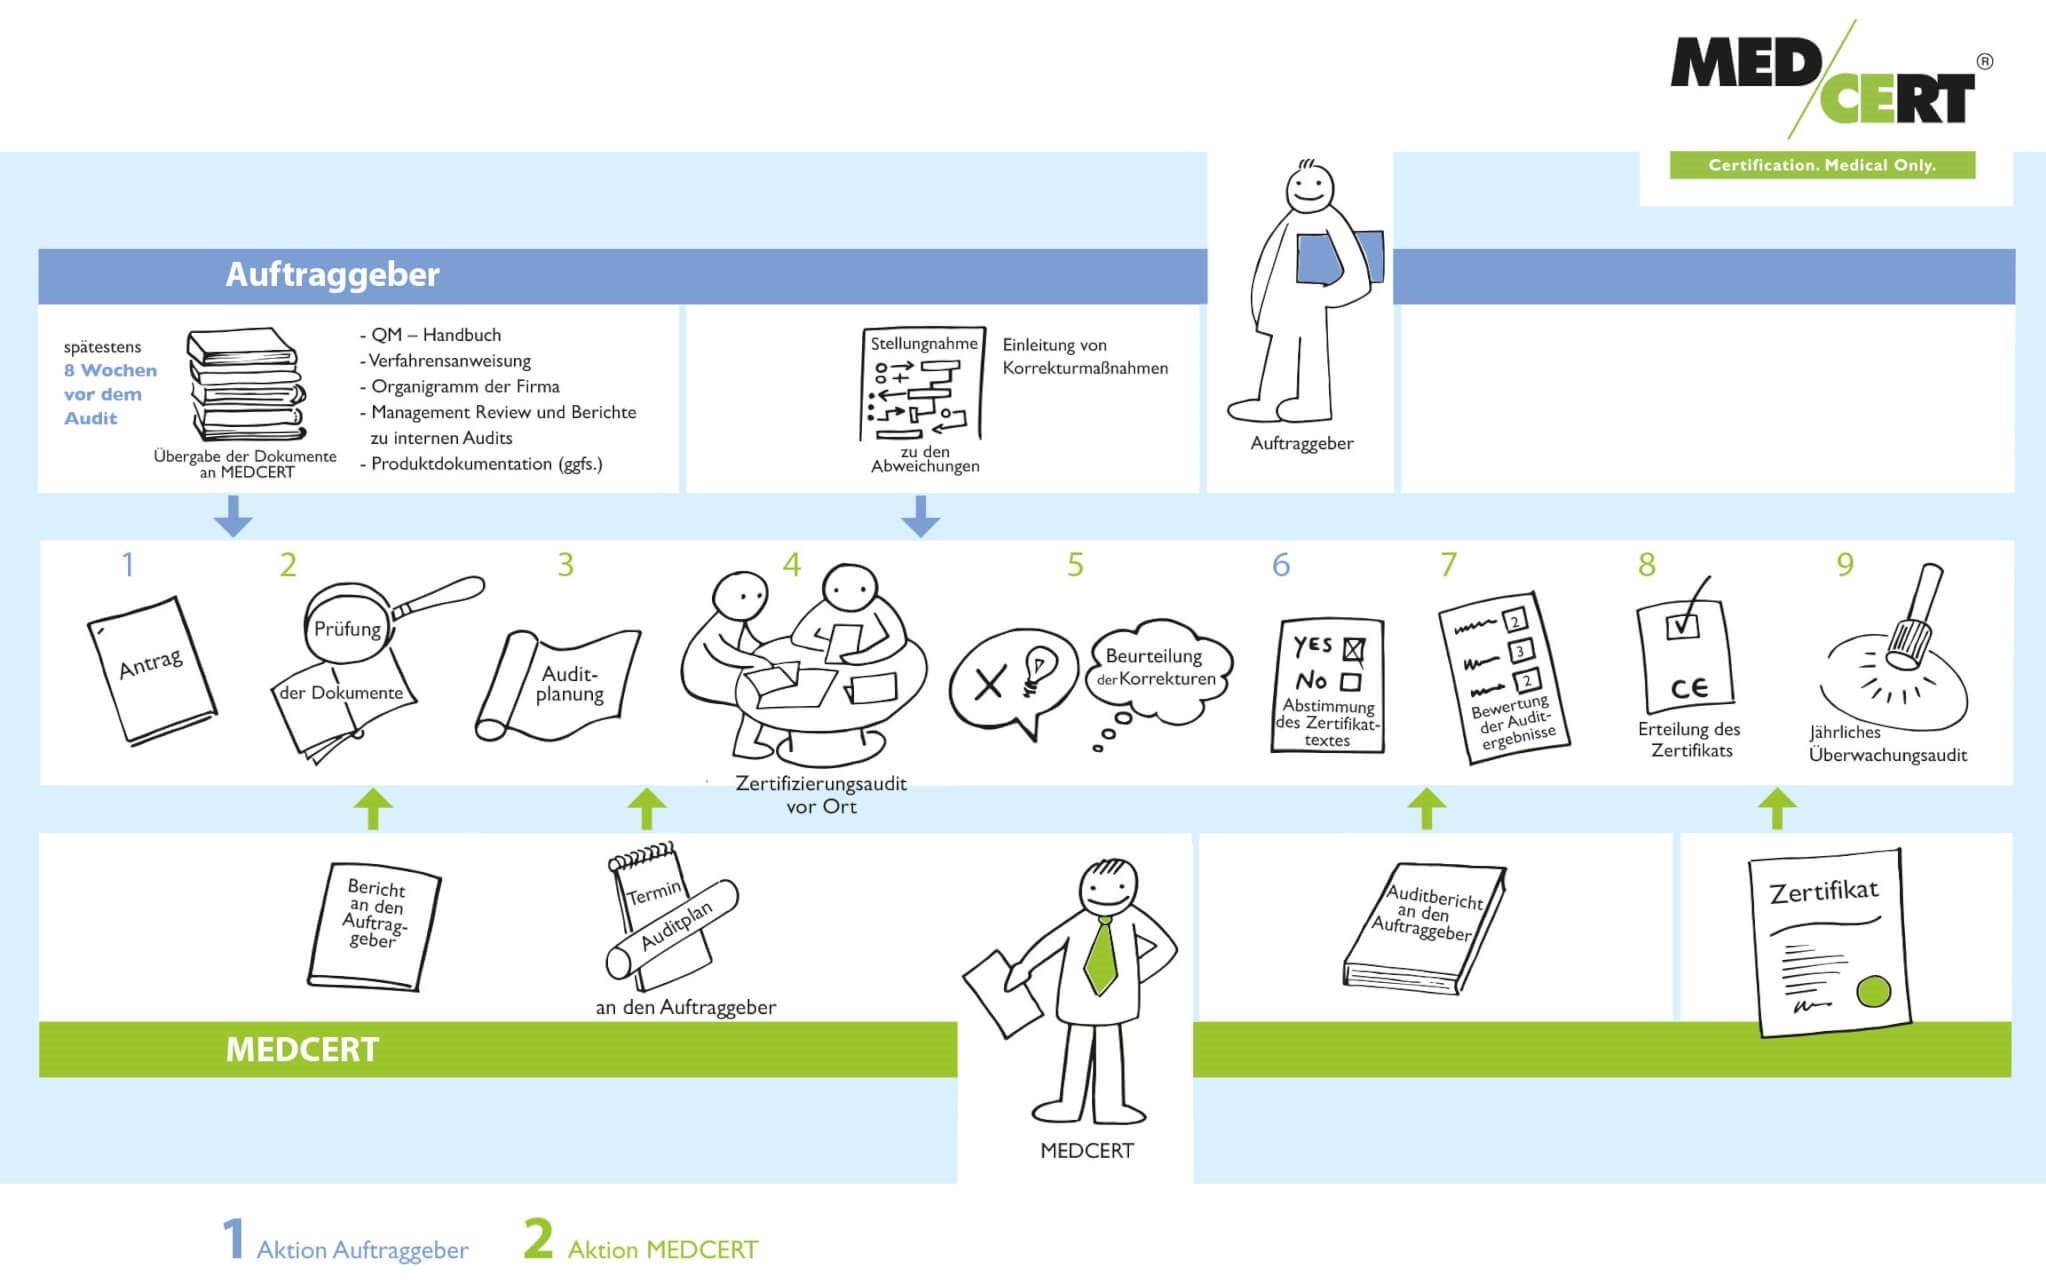 MED
CERT ®
Certification. Medical Only.
Auftraggeber
spätestens
8 Wochen
vor dem
Audit
Übergabe der Dokumente
an MEDCERT
- QM – Handbuch
- Verfahrensanweisung
- Organigramm der Firma
- Management Review und Berichte
zu internen Audits
- Produktdokumentation (ggfs.)
Stellungnahme
zu den
Abweichungen
Einleitung von
Korrekturmaßnahmen
Auftraggeber
1
Antrag
2
Prüfung
der Dokumente
3
Audit-
planung
4
Zertifizierungsaudit
vor Ort
5
X
Beurteilung
der Korrekturen
6
YES
NO
Abstimmung
des Zertifikat-
textes
7
2
3
2
Bewertung
der Audit-
ergebnisse
8
CE
Erteilung des
Zertifikats
9
Jährliches
Überwachungsaudit
Bericht
an den
Auftrag-
geber
Termin
Auditplan
an den Auftraggeber
Auditbericht
an den
Auftraggeber
Zertifikat
MEDCERT
MEDCERT
1 Aktion Auftraggeber
2 Aktion MEDCERT